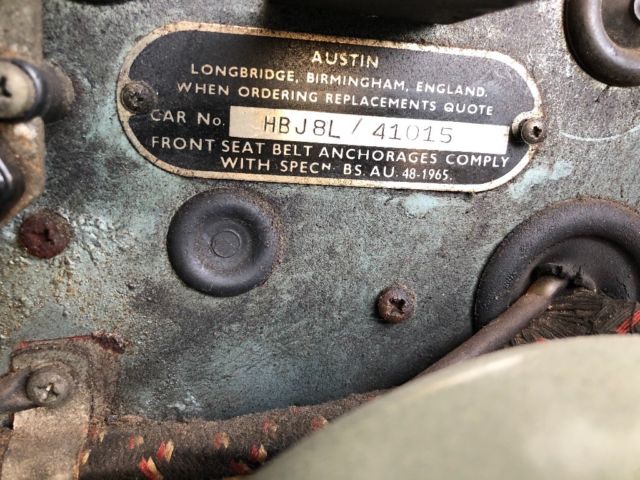 AUSTIN
LONGBRIDGE, BIRMINGHAM, ENGLAND.
WHEN ORDERING REPLACEMENTS QUOTE
CAR No. HBJ8L / 41015
FRONT SEAT BELT ANCHORAGES COMPLY
WITH SPECᴺ. BS. AU. 48-1965.